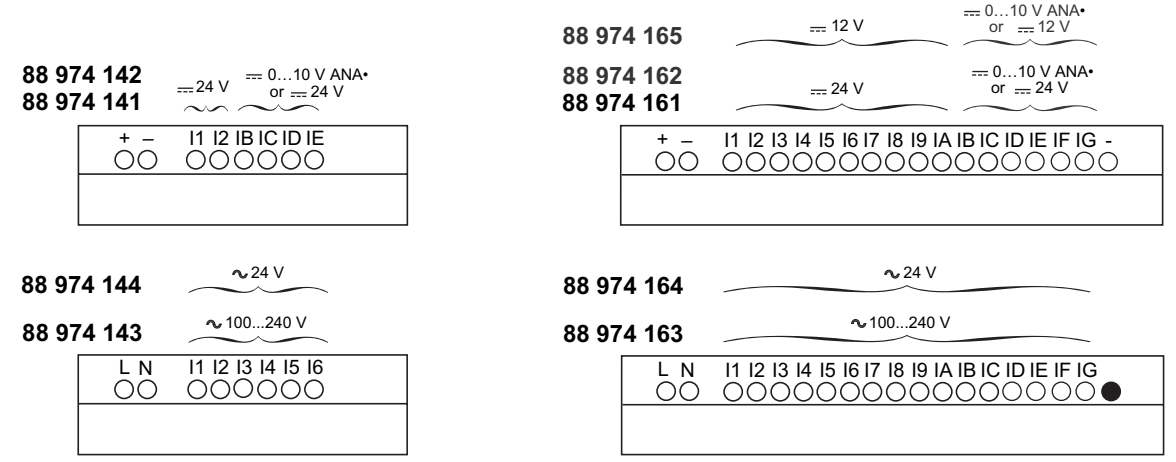 88 974 142
88 974 141
⎓ 24 V
⎓ 0...10 V ANA•
or ⎓ 24 V
+ – I1 I2 IB IC ID IE
88 974 165
⎓ 12 V
⎓ 0...10 V ANA•
or ⎓ 12 V
88 974 162
88 974 161
⎓ 24 V
⎓ 0...10 V ANA•
or ⎓ 24 V
+ – I1 I2 I3 I4 I5 I6 I7 I8 I9 IA IB IC ID IE IF IG -
88 974 144
∿ 24 V
88 974 143
∿ 100...240 V
L N I1 I2 I3 I4 I5 I6
88 974 164
∿ 24 V
88 974 163
∿ 100...240 V
L N I1 I2 I3 I4 I5 I6 I7 I8 I9 IA IB IC ID IE IF IG